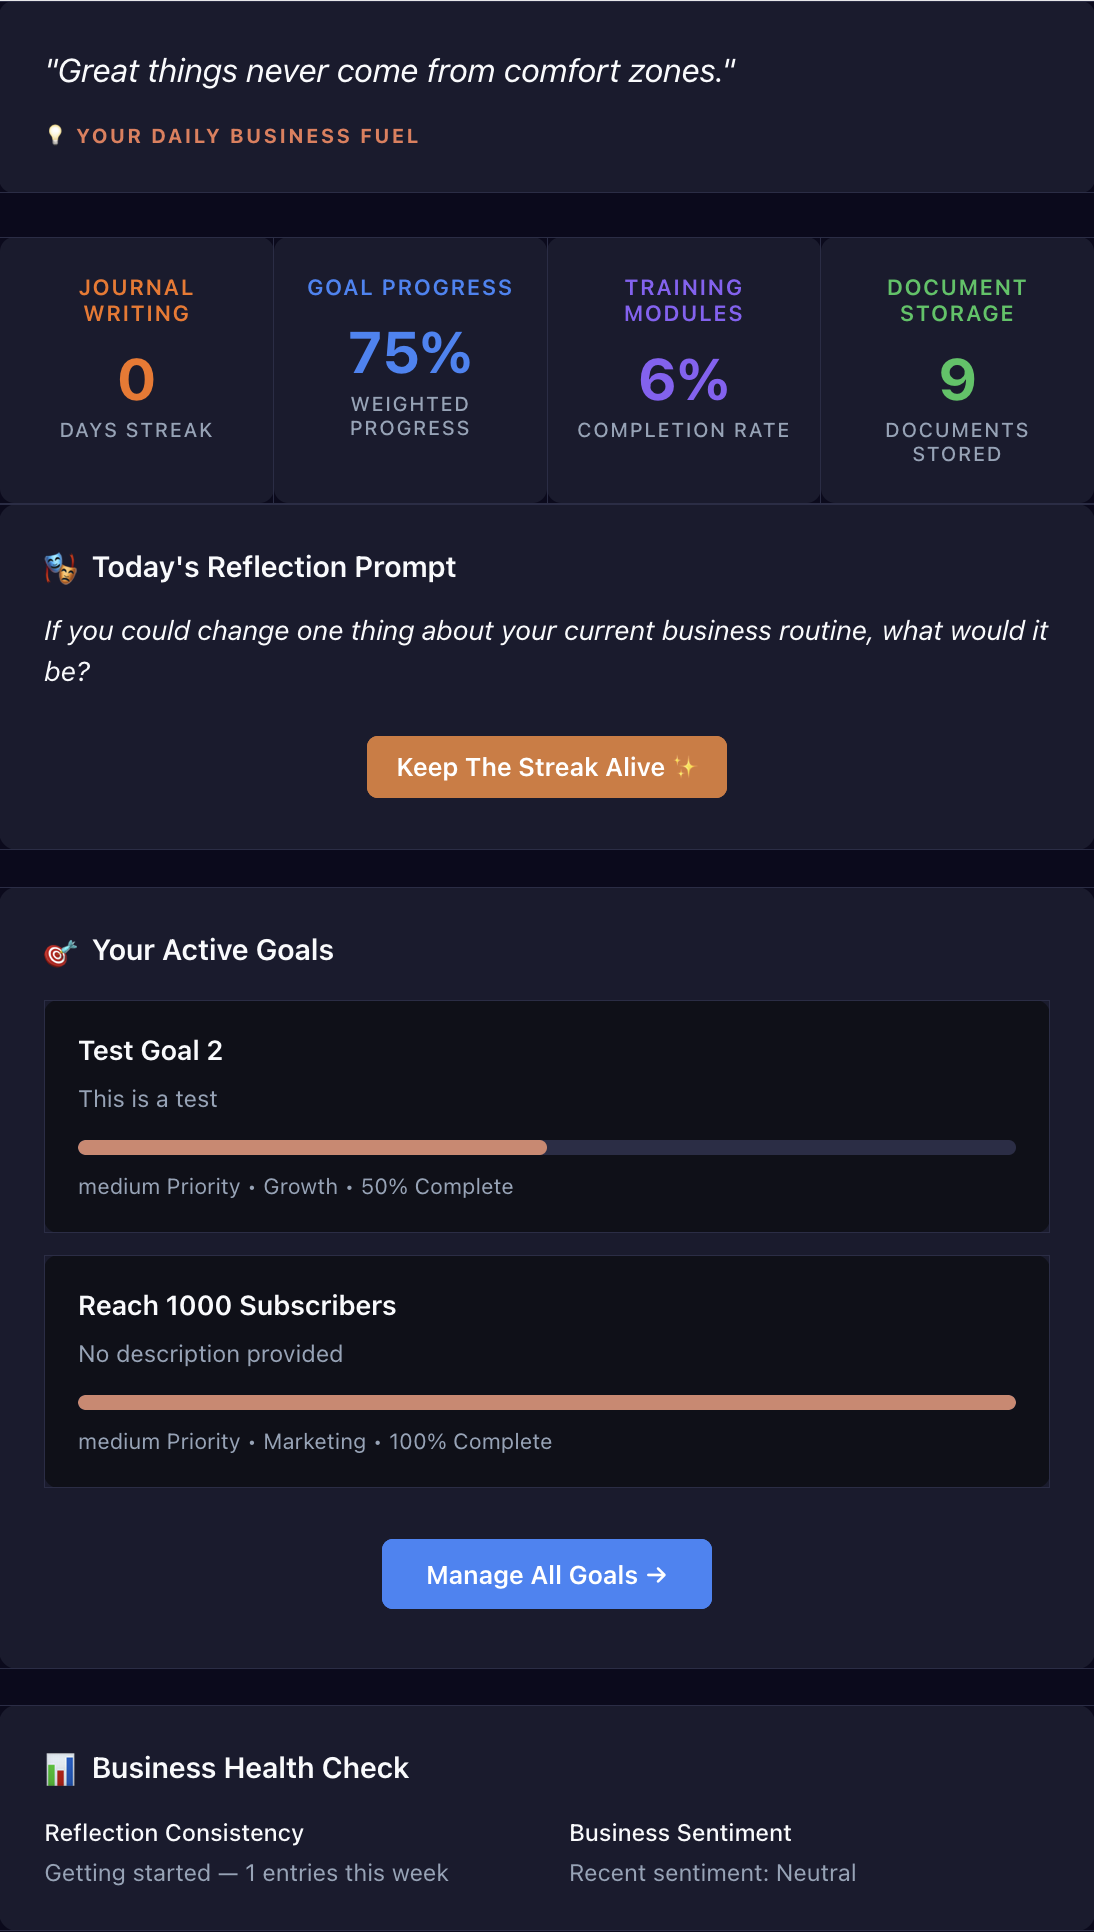 "Great things never come from comfort zones."
💡 YOUR DAILY BUSINESS FUEL
JOURNAL
WRITING
0
DAYS STREAK
GOAL PROGRESS
75%
WEIGHTED
PROGRESS
TRAINING
MODULES
6%
COMPLETION RATE
DOCUMENT
STORAGE
9
DOCUMENTS
STORED
🎭 Today's Reflection Prompt
If you could change one thing about your current business routine, what would it
be?
Keep The Streak Alive ✨
🎯 Your Active Goals
Test Goal 2
This is a test
medium Priority • Growth • 50% Complete
Reach 1000 Subscribers
No description provided
medium Priority • Marketing • 100% Complete
Manage All Goals →
📊 Business Health Check
Reflection Consistency
Getting started — 1 entries this week
Business Sentiment
Recent sentiment: Neutral